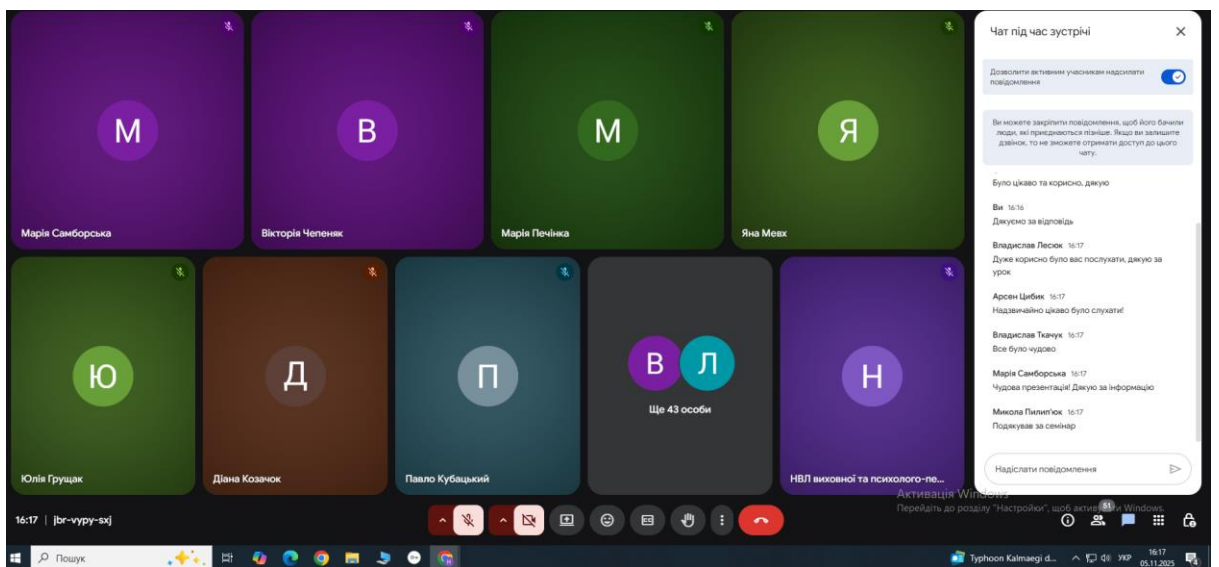 М
В
М
Я
Марія Самборська
Вікторія Чепеняк
Марія Печінка
Яна Мевх
Ю
Д
П
В Л
Ще 43 особи
Н
Юлія Грущак
Діана Козачок
Павло Кубацький
НВЛ виховної та психолого-пе...
Чат під час зустрічі
Дозволити активним учасникам надсилати
повідомлення
Ви можете закріпити повідомлення, щоб його бачили
люди, які приєднаються пізніше. Якщо ви залишите
дзвінок, то не зможете отримати доступ до цього
чату.
Було цікаво та корисно, дякую
Ви 16:16
Дякуємо за відповідь
Владислав Лесюк 16:17
Дуже корисно було вас послухати, дякую за
урок
Арсен Цибик 16:17
Надзвичайно цікаво було слухати!
Владислав Ткачук 16:17
Все було чудово
Марія Самборська 16:17
Чудова презентація! Дякую за інформацію
Микола Пилип'юк 16:17
Подякував за семінар
Надіслати повідомлення
Активація Windows
Перейдіть до розділу "Настройки", щоб активувати Windows.
16:17 | jbr-vypy-sxj
51
Пошук
Typhoon Kalmaegi d...
УКР
16:17
05.11.2025